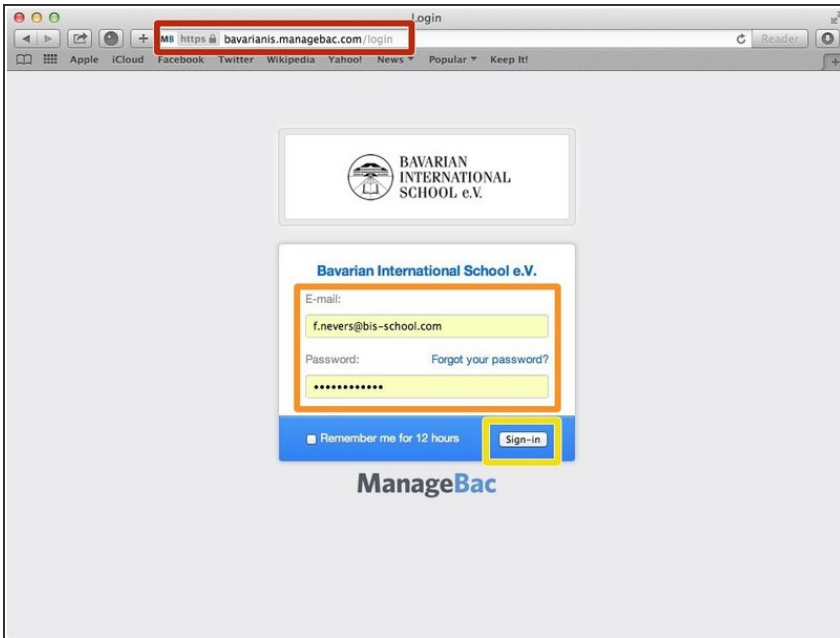 Login
MB https bavarianis.managebac.com/login
Reader
Apple iCloud Facebook Twitter Wikipedia Yahoo! News Popular Keep It!
BAVARIAN
INTERNATIONAL
SCHOOL e.V.
Bavarian International School e.V.
E-mail:
f.nevers@bis-school.com
Password: Forgot your password?
••••••••••••
Remember me for 12 hours Sign-in
ManageBac